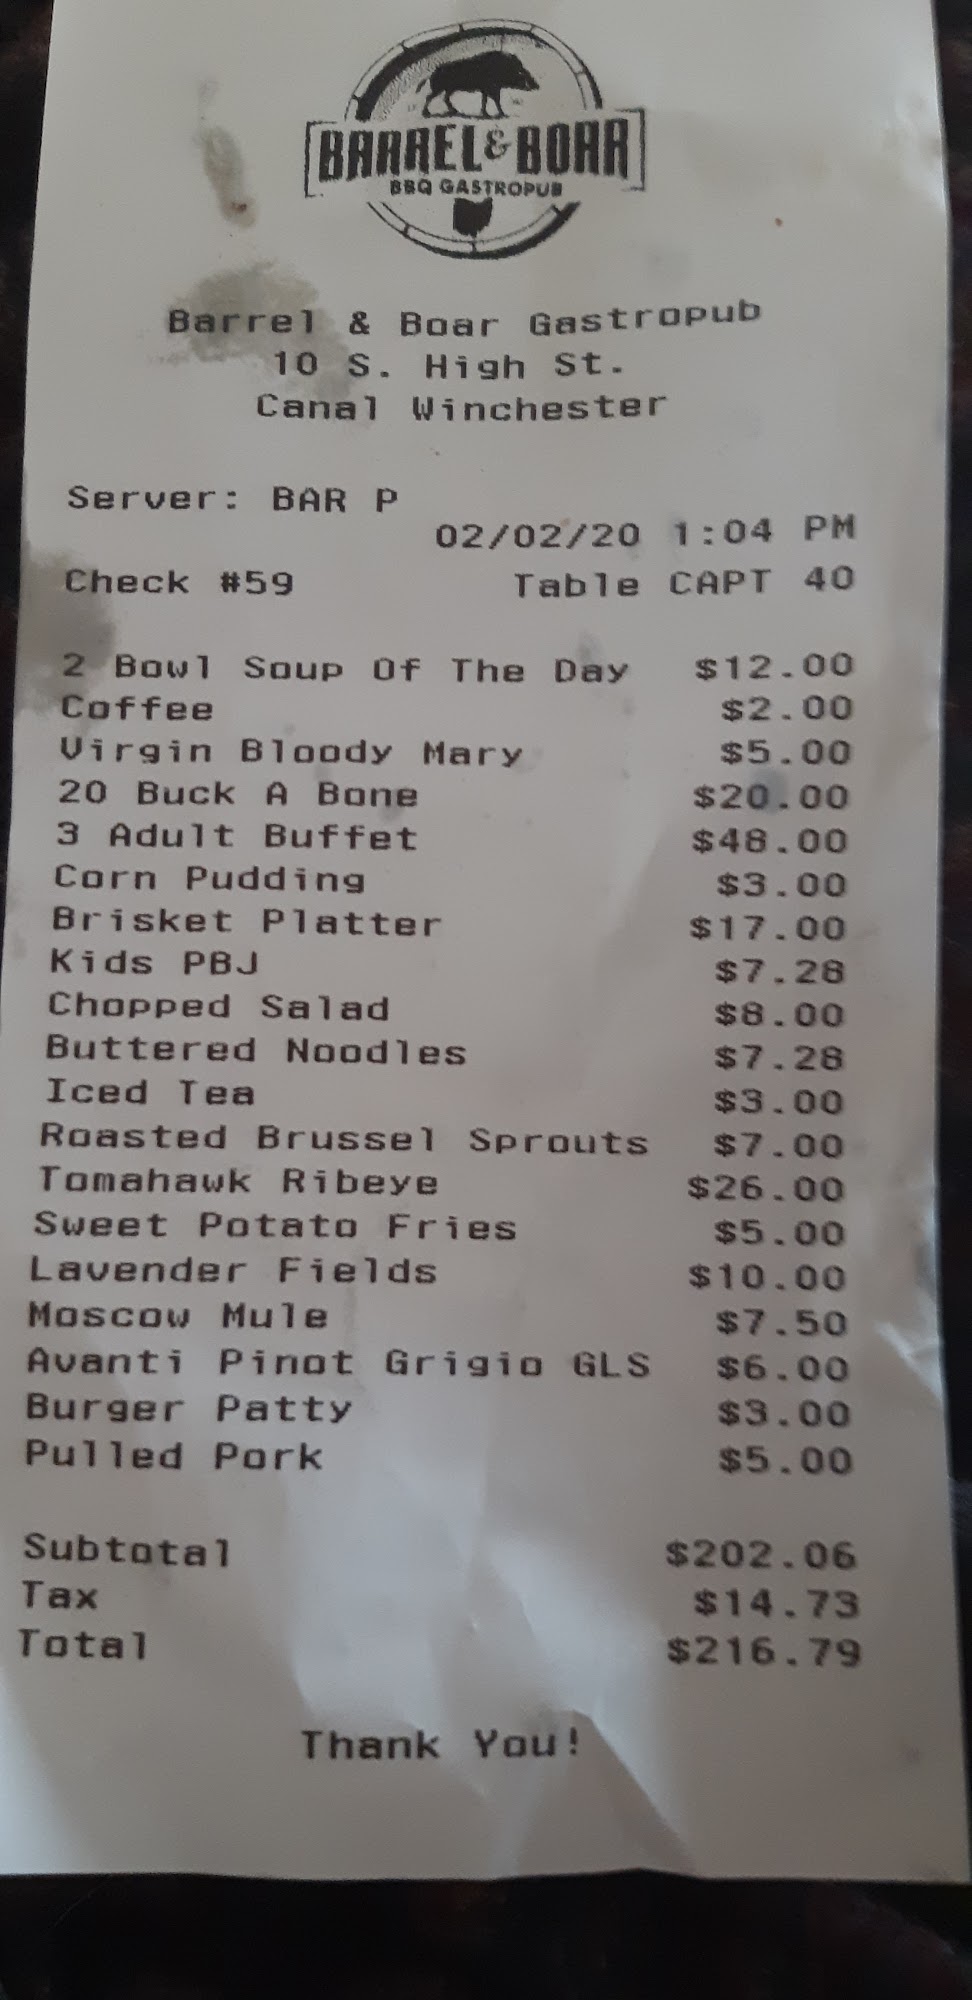 BARREL & BOAR
BBQ GASTROPUB
Barrel & Boar Gastropub
10 S. High St.
Canal Winchester
Server: BAR P
02/02/20 1:04 PM
Check #59 Table CAPT 40
2 Bowl Soup Of The Day $12.00
Coffee $2.00
Virgin Bloody Mary $5.00
20 Buck A Bone $20.00
3 Adult Buffet $48.00
Corn Pudding $3.00
Brisket Platter $17.00
Kids PBJ $7.28
Chopped Salad $8.00
Buttered Noodles $7.28
Iced Tea $3.00
Roasted Brussel Sprouts $7.00
Tomahawk Ribeye $26.00
Sweet Potato Fries $5.00
Lavender Fields $10.00
Moscow Mule $7.50
Avanti Pinot Grigio GLS $6.00
Burger Patty $3.00
Pulled Pork $5.00
Subtotal $202.06
Tax $14.73
Total $216.79
Thank You!